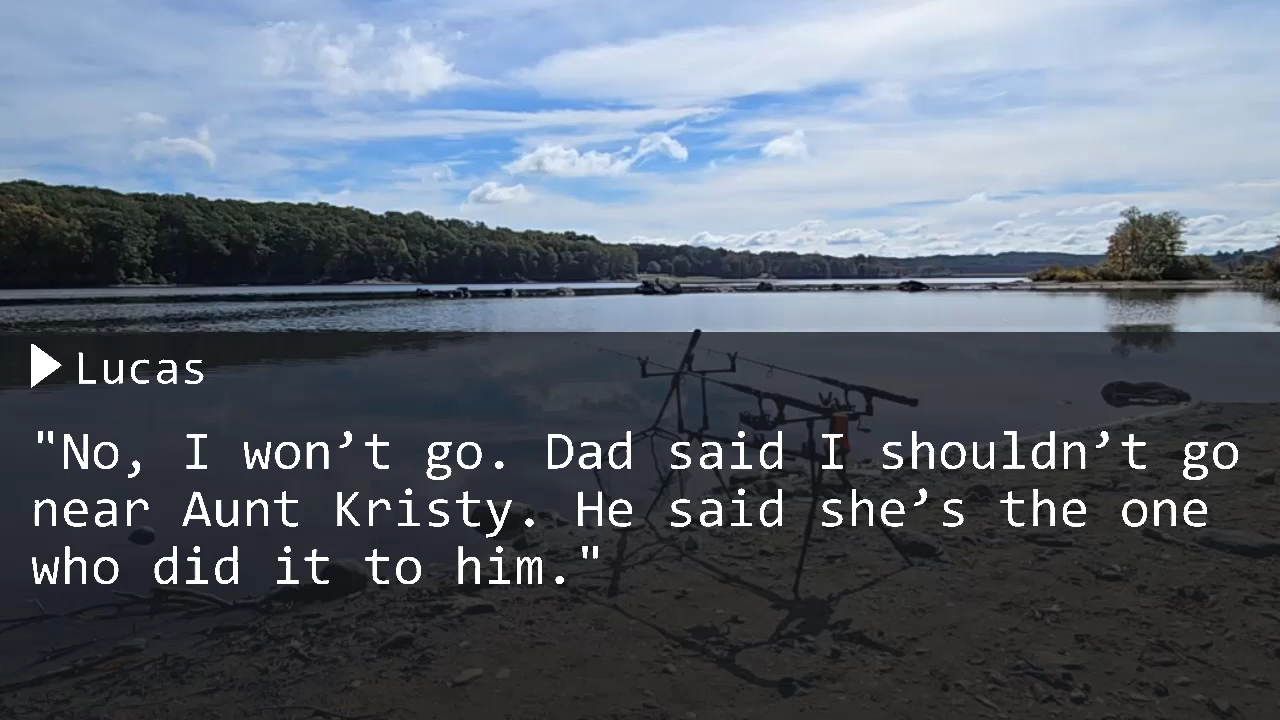 Lucas
"No, I won’t go. Dad said I shouldn’t go
near Aunt Kristy. He said she’s the one
who did it to him."